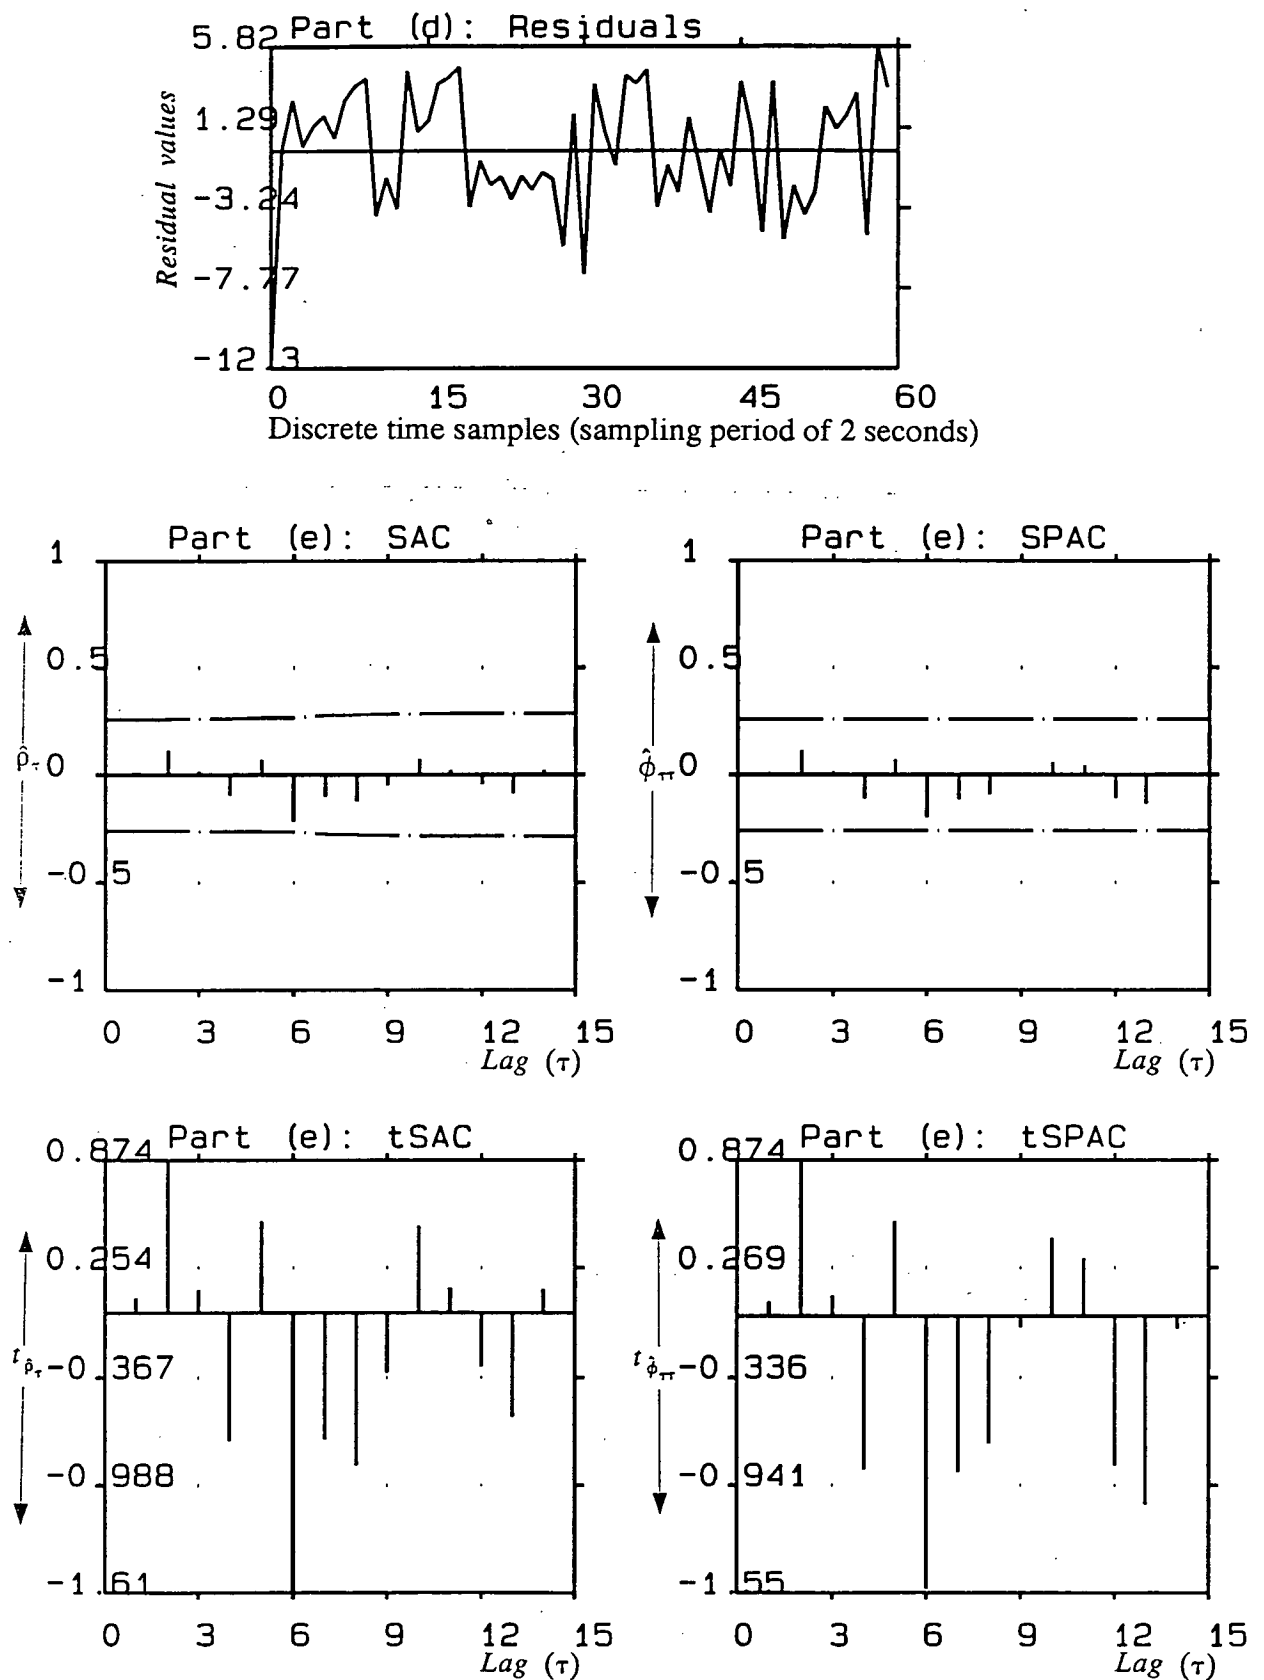 Part (d): Residuals
5.82
1.29
-3.24
-7.77
-12.3
Residual values
0 15 30 45 60
Discrete time samples (sampling period of 2 seconds)
Part (e): SAC
1
0.5
0
-0.5
-1
ρ̂τ
0 3 6 9 12 15
Lag (τ)
Part (e): SPAC
1
0.5
0
-0.5
-1
ϕ̂ττ
0 3 6 9 12 15
Lag (τ)
Part (e): tSAC
0.874
0.254
-0.367
-0.988
-1.61
tρ̂τ
0 3 6 9 12 15
Lag (τ)
Part (e): tSPAC
0.874
0.269
-0.336
-0.941
-1.55
tϕ̂ττ
0 3 6 9 12 15
Lag (τ)